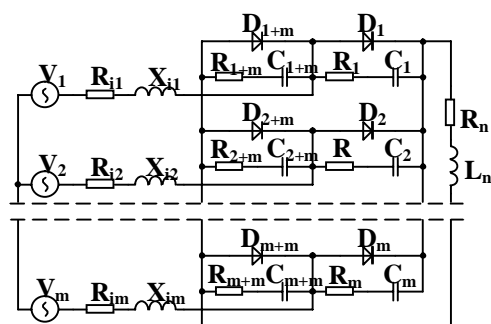 D1+m D1
V1 Ri1 Xi1 R1+m C1+m R1 C1
D2+m D2 Rn
V2 Ri2 Xi2 R2+m C2+m R C2 Ln
Dm+m Dm
Vm Rim Xim Rm+m Cm+m Rm Cm